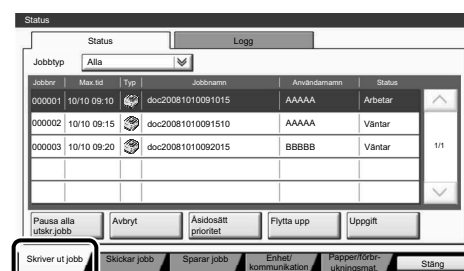 Status
Status
Logg
Jobbtyp
Alla
Jobbnr Max.tid Typ Jobbnamn Användarnamn Status
000001 10/10 09:10 doc20081010091015 AAAAA Arbetar
000002 10/10 09:15 doc20081010091510 AAAAA Väntar
000003 10/10 09:20 doc20081010092015 BBBBB Väntar
1/1
Pausa alla
utskr.jobb
Avbryt
Åsidosätt
prioritet
Flytta upp
Uppgift
Skriver ut jobb
Skickar jobb
Sparar jobb
Enhet/
kommunikation
Papper/förbr-
ukningsmat.
Stäng